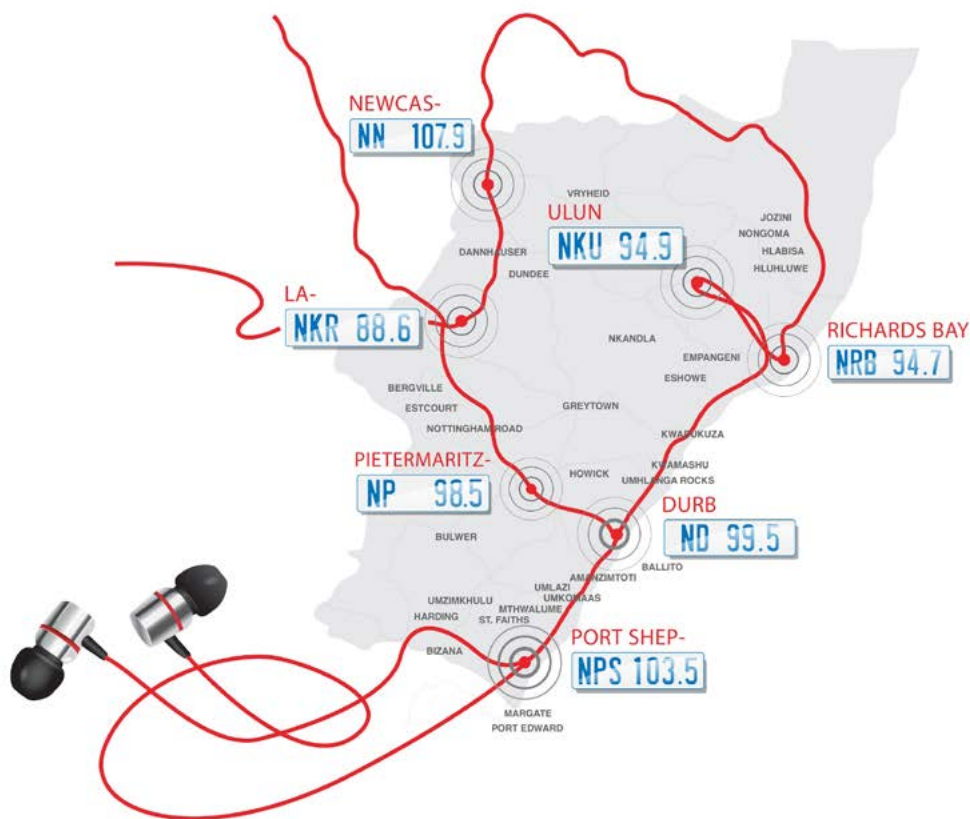 NEWCAS-
NN 107.9
VRYHEID
ULUN
NKU 94.9
JOZINI
NONGOMA
HLABISA
HLUHLUWE
DANNHAUSER
DUNDEE
LA-
NKR 88.6
NKANDLA
RICHARDS BAY
NRB 94.7
EMPANGENI
ESHOWE
BERGVILLE
ESTCOURT
GREYTOWN
NOTTINGHAM ROAD
KWADUKUZA
PIETERMARITZ-
NP 98.5
HOWICK
KWAMASHU
UMHLANGA ROCKS
DURB
ND 99.5
BULWER
BALLITO
AMANZIMTOTI
UMLAZI
UMKOMAAS
UMZIMKHULU
MTHWALUME
HARDING
ST. FAITHS
PORT SHEP-
NPS 103.5
BIZANA
MARGATE
PORT EDWARD